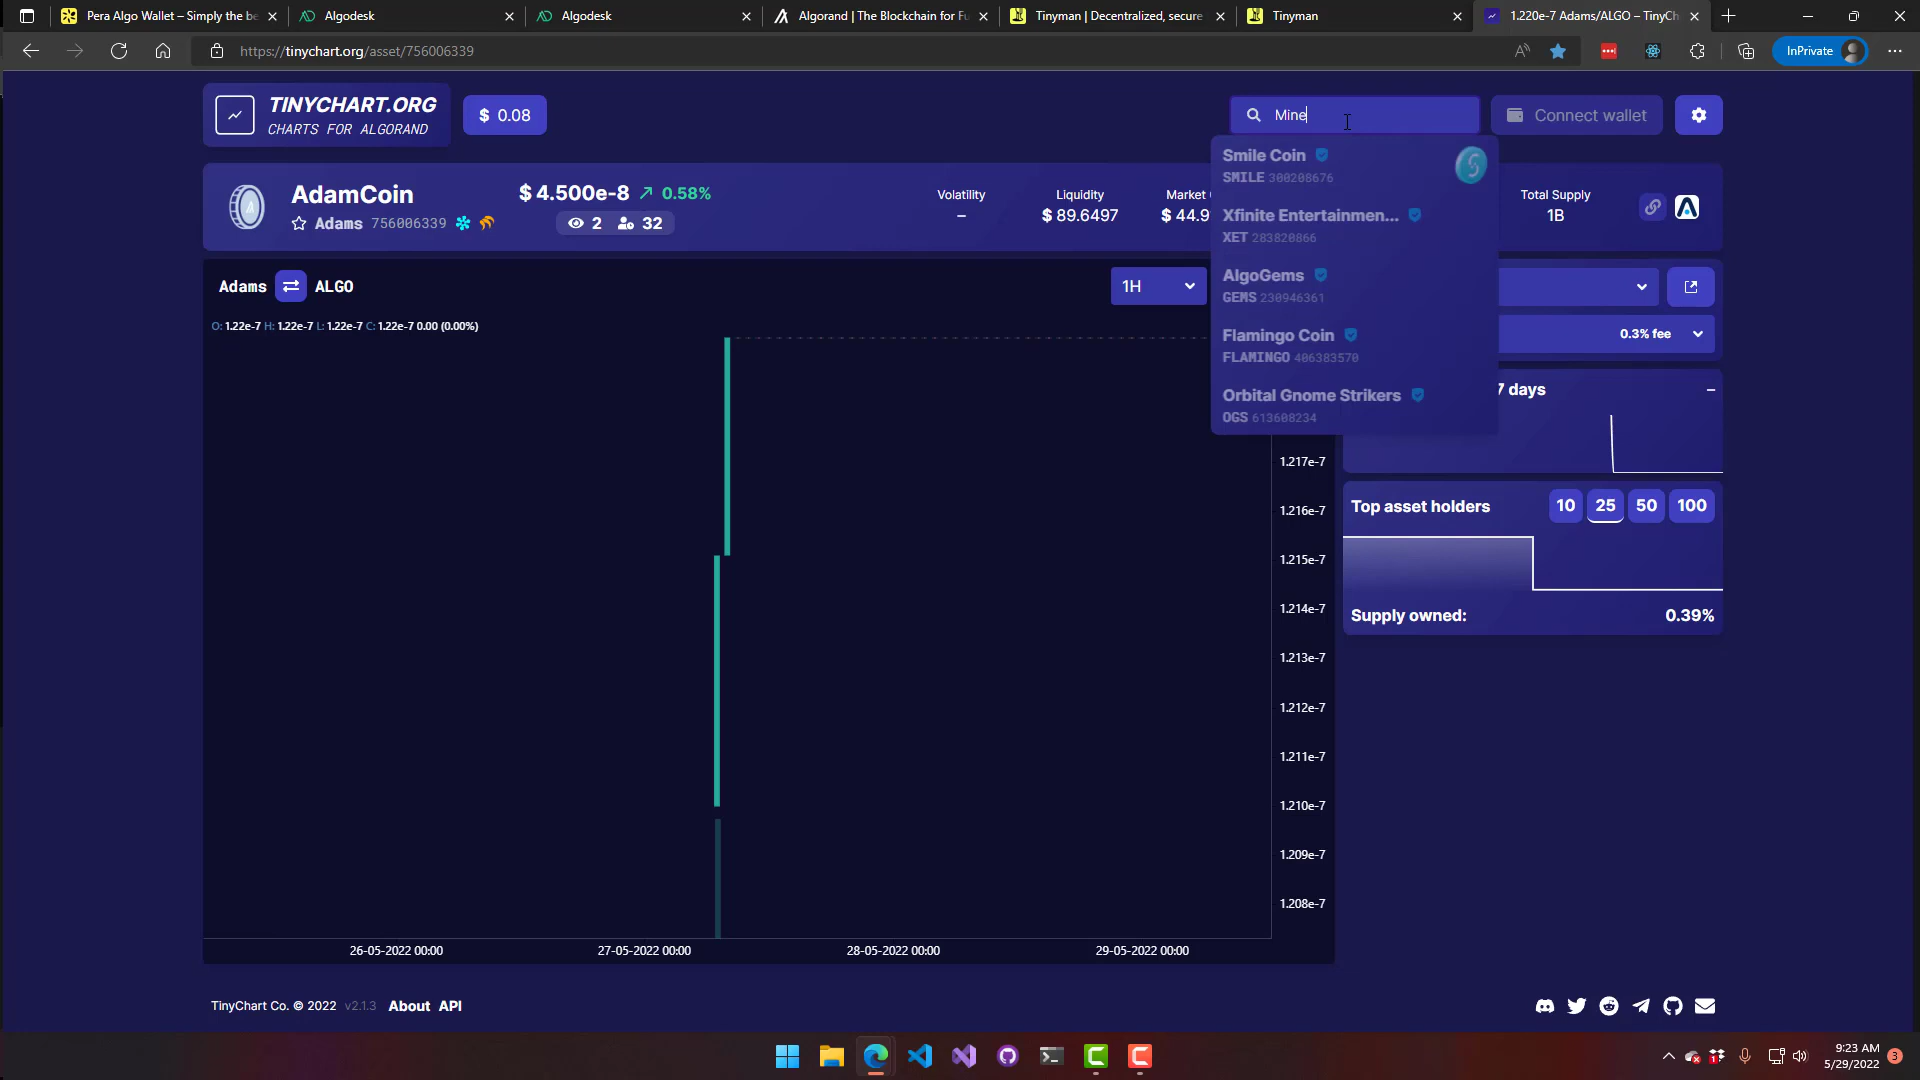 Pera Algo Wallet – Simply the be
Algodesk
Algodesk
Algorand | The Blockchain for Fu
Tinyman | Decentralized, secure
Tinyman
1.220e-7 Adams/ALGO – TinyCh
https://tinychart.org/asset/756006339
InPrivate
TINYCHART.ORG
CHARTS FOR ALGORAND
$ 0.08
Mine
Connect wallet
AdamCoin
Adams 756006339
$ 4.500e-8 0.58%
2 32
Volatility
–
Liquidity
$ 89.6497
Market
$ 44.9
Total Supply
1B
Smile Coin
SMILE 300208676
Xfinite Entertainmen...
XET 283820866
AlgoGems
GEMS 230946361
Flamingo Coin
FLAMINGO 406383570
Orbital Gnome Strikers
OGS 613608234
Adams ALGO
1H
O: 1.22e-7 H: 1.22e-7 L: 1.22e-7 C: 1.22e-7 0.00 (0.00%)
0.3% fee
7 days
–
Top asset holders
10 25 50 100
Supply owned: 0.39%
1.217e-7
1.216e-7
1.215e-7
1.214e-7
1.213e-7
1.212e-7
1.211e-7
1.210e-7
1.209e-7
1.208e-7
26-05-2022 00:00
27-05-2022 00:00
28-05-2022 00:00
29-05-2022 00:00
TinyChart Co. © 2022 v2.1.3 About API
9:23 AM
5/29/2022
3